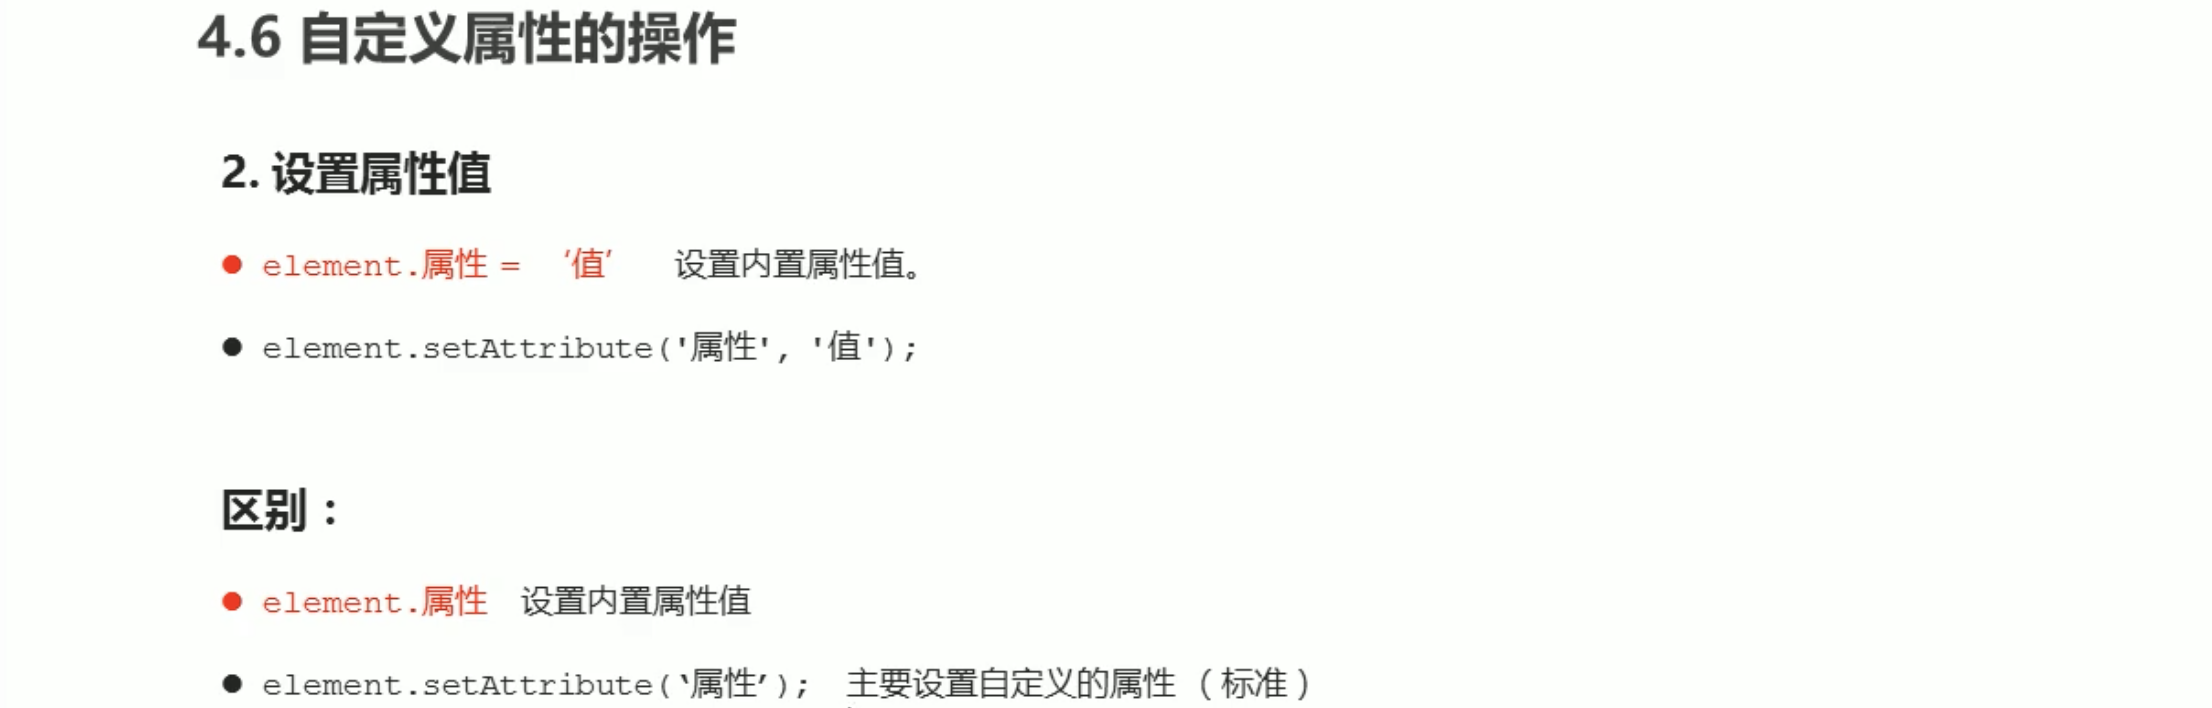 4.6 自定义属性的操作
2. 设置属性值
● element.属性 = ‘值’ 设置内置属性值。
● element.setAttribute('属性', '值');
区别：
● element.属性 设置内置属性值
● element.setAttribute(‘属性’); 主要设置自定义的属性（标准）